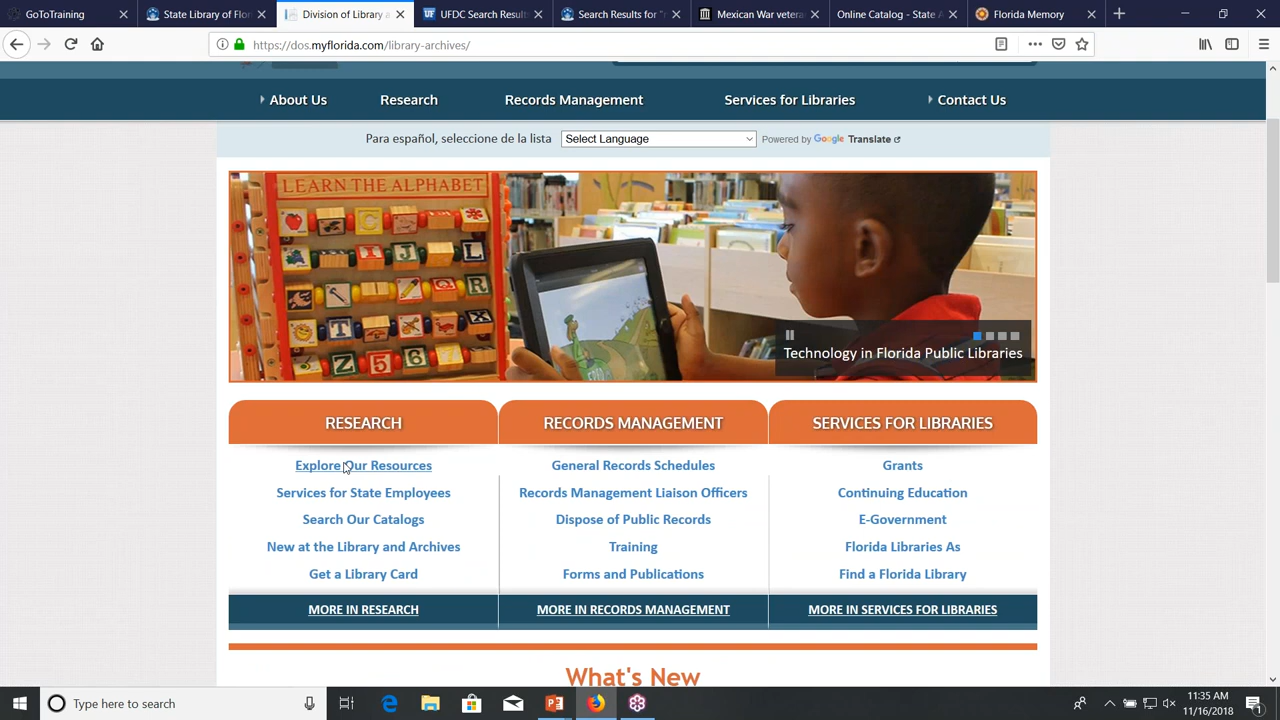 GoToTraining
State Library of Flor
Division of Library a
UFDC Search Results
Search Results for "
Mexican War vetera
Online Catalog - State A
Florida Memory
https://dos.myflorida.com/library-archives/
About Us
Research
Records Management
Services for Libraries
Contact Us
Para español, seleccione de la lista
Select Language
Powered by Google Translate
LEARN THE ALPHABET
Technology in Florida Public Libraries
RESEARCH
Explore Our Resources
Services for State Employees
Search Our Catalogs
New at the Library and Archives
Get a Library Card
MORE IN RESEARCH
RECORDS MANAGEMENT
General Records Schedules
Records Management Liaison Officers
Dispose of Public Records
Training
Forms and Publications
MORE IN RECORDS MANAGEMENT
SERVICES FOR LIBRARIES
Grants
Continuing Education
E-Government
Florida Libraries As
Find a Florida Library
MORE IN SERVICES FOR LIBRARIES
What's New
Type here to search
11:35 AM
11/16/2018